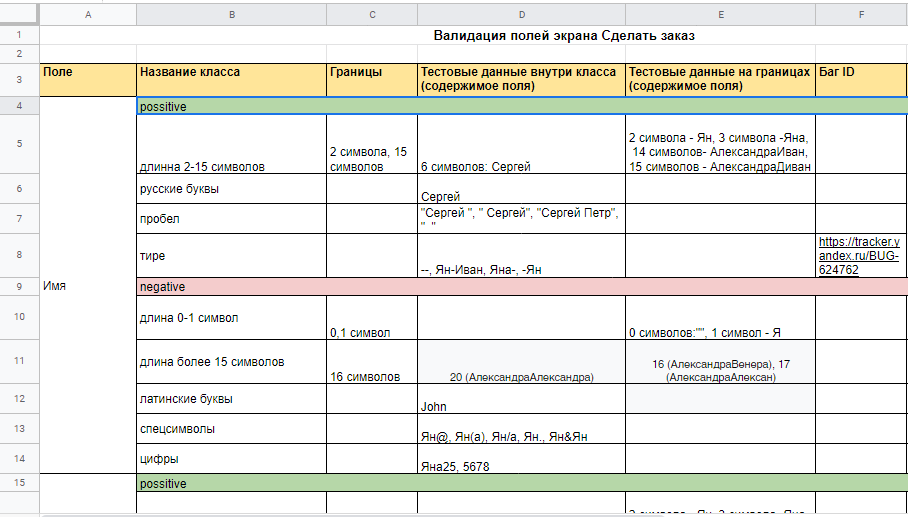 A B C D E F
1 Валидация полей экрана Сделать заказ
2
3 Поле Название класса Границы Тестовые данные внутри класса Тестовые данные на границах Баг ID
(содержимое поля) (содержимое поля)
4 possitive
2 символа - Ян, 3 символа -Яна,
5 2 символа, 15 14 символов- АлександраИван,
длинна 2-15 символов символов 6 символов: Сергей 15 символов - АлександраДиван
6 русские буквы
Сергей
7 пробел "Сергей ", " Сергей", "Сергей Петр",
" "
8 тире https://tracker.y
andex.ru/BUG-
--, Ян-Иван, Яна-, -Ян 624762
9 Имя negative
10 длина 0-1 символ
0,1 символ 0 символов:"", 1 символ - Я
11 длина более 15 символов 16 (АлександраВенера), 17
16 символов 20 (АлександраАлександра) (АлександраАлексан)
12 латинские буквы
John
13 спецсимволы
Ян@, Ян(а), Ян/а, Ян., Ян&Ян
14 цифры
Яна25, 5678
15 possitive